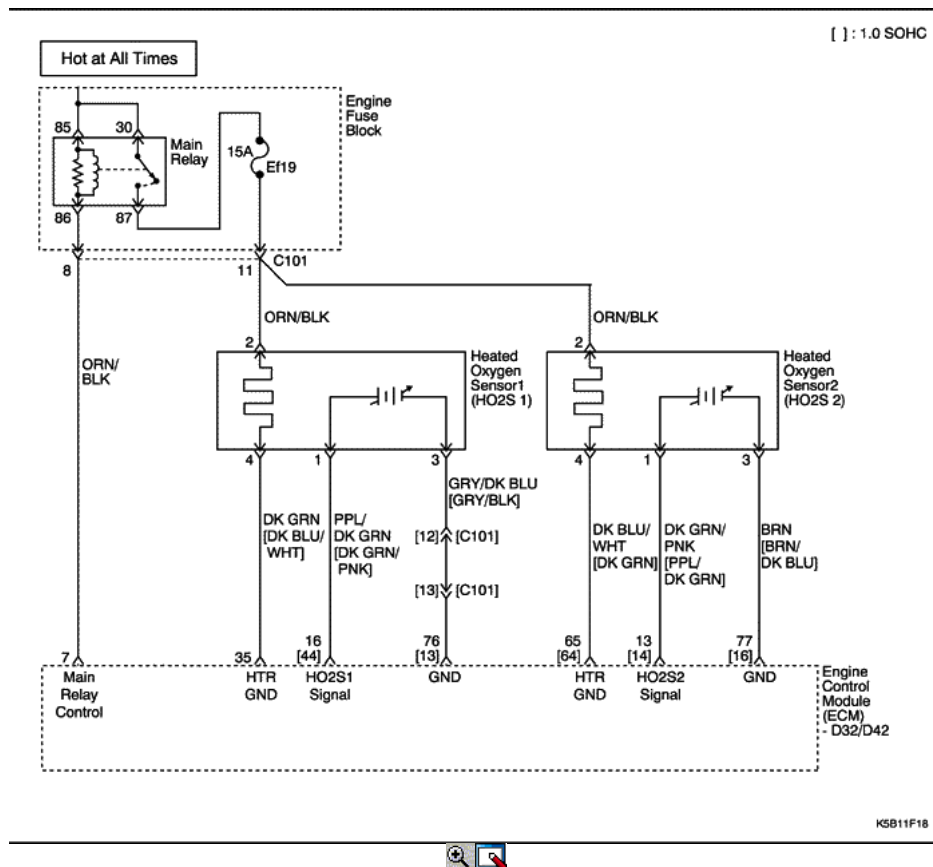 [ ] : 1.0 SOHC
Hot at All Times
Engine
Fuse
Block
85
30
Main
Relay
15A
Ef19
86
87
8
11
C101
ORN/BLK
ORN/BLK
ORN/
BLK
2
Heated
Oxygen
Sensor1
(HO2S 1)
2
Heated
Oxygen
Sensor2
(HO2S 2)
4
1
3
4
1
3
GRY/DK BLU
[GRY/BLK]
DK GRN
[DK BLU/
WHT]
PPL/
DK GRN
[DK GRN/
PNK]
[12]
[C101]
[13]
[C101]
DK BLU/
WHT
[DK GRN]
DK GRN/
PNK
[PPL/
DK GRN]
BRN
[BRN/
DK BLU]
7
35
16
[44]
76
[13]
65
[64]
13
[14]
77
[16]
Main
Relay
Control
HTR
GND
HO2S1
Signal
GND
HTR
GND
HO2S2
Signal
GND
Engine
Control
Module
(ECM)
- D32/D42
K5B11F18